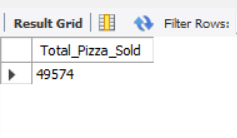 Result Grid Filter Rows:
Total_Pizza_Sold
49574